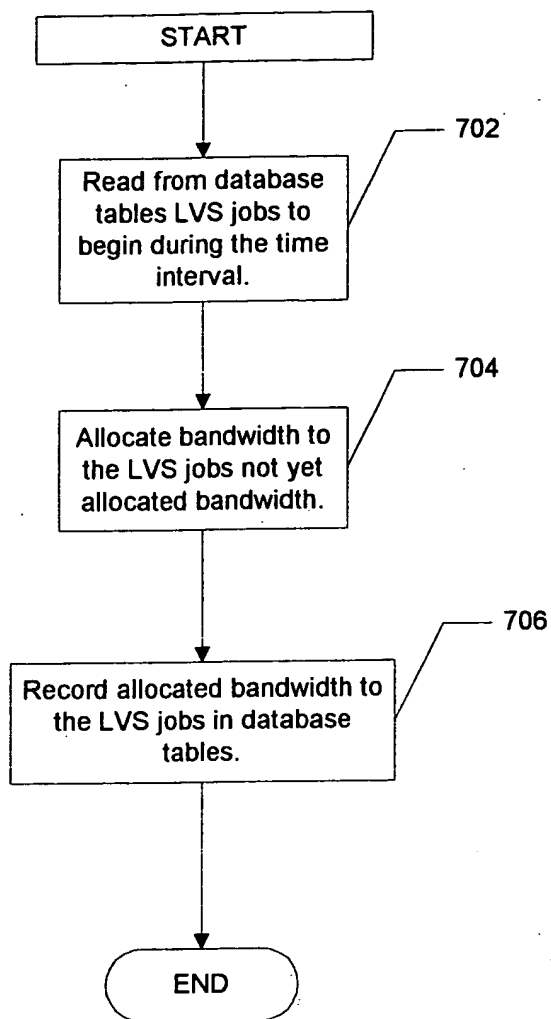 START
702
Read from database
tables LVS jobs to
begin during the time
interval.
704
Allocate bandwidth to
the LVS jobs not yet
allocated bandwidth.
706
Record allocated bandwidth to
the LVS jobs in database
tables.
END